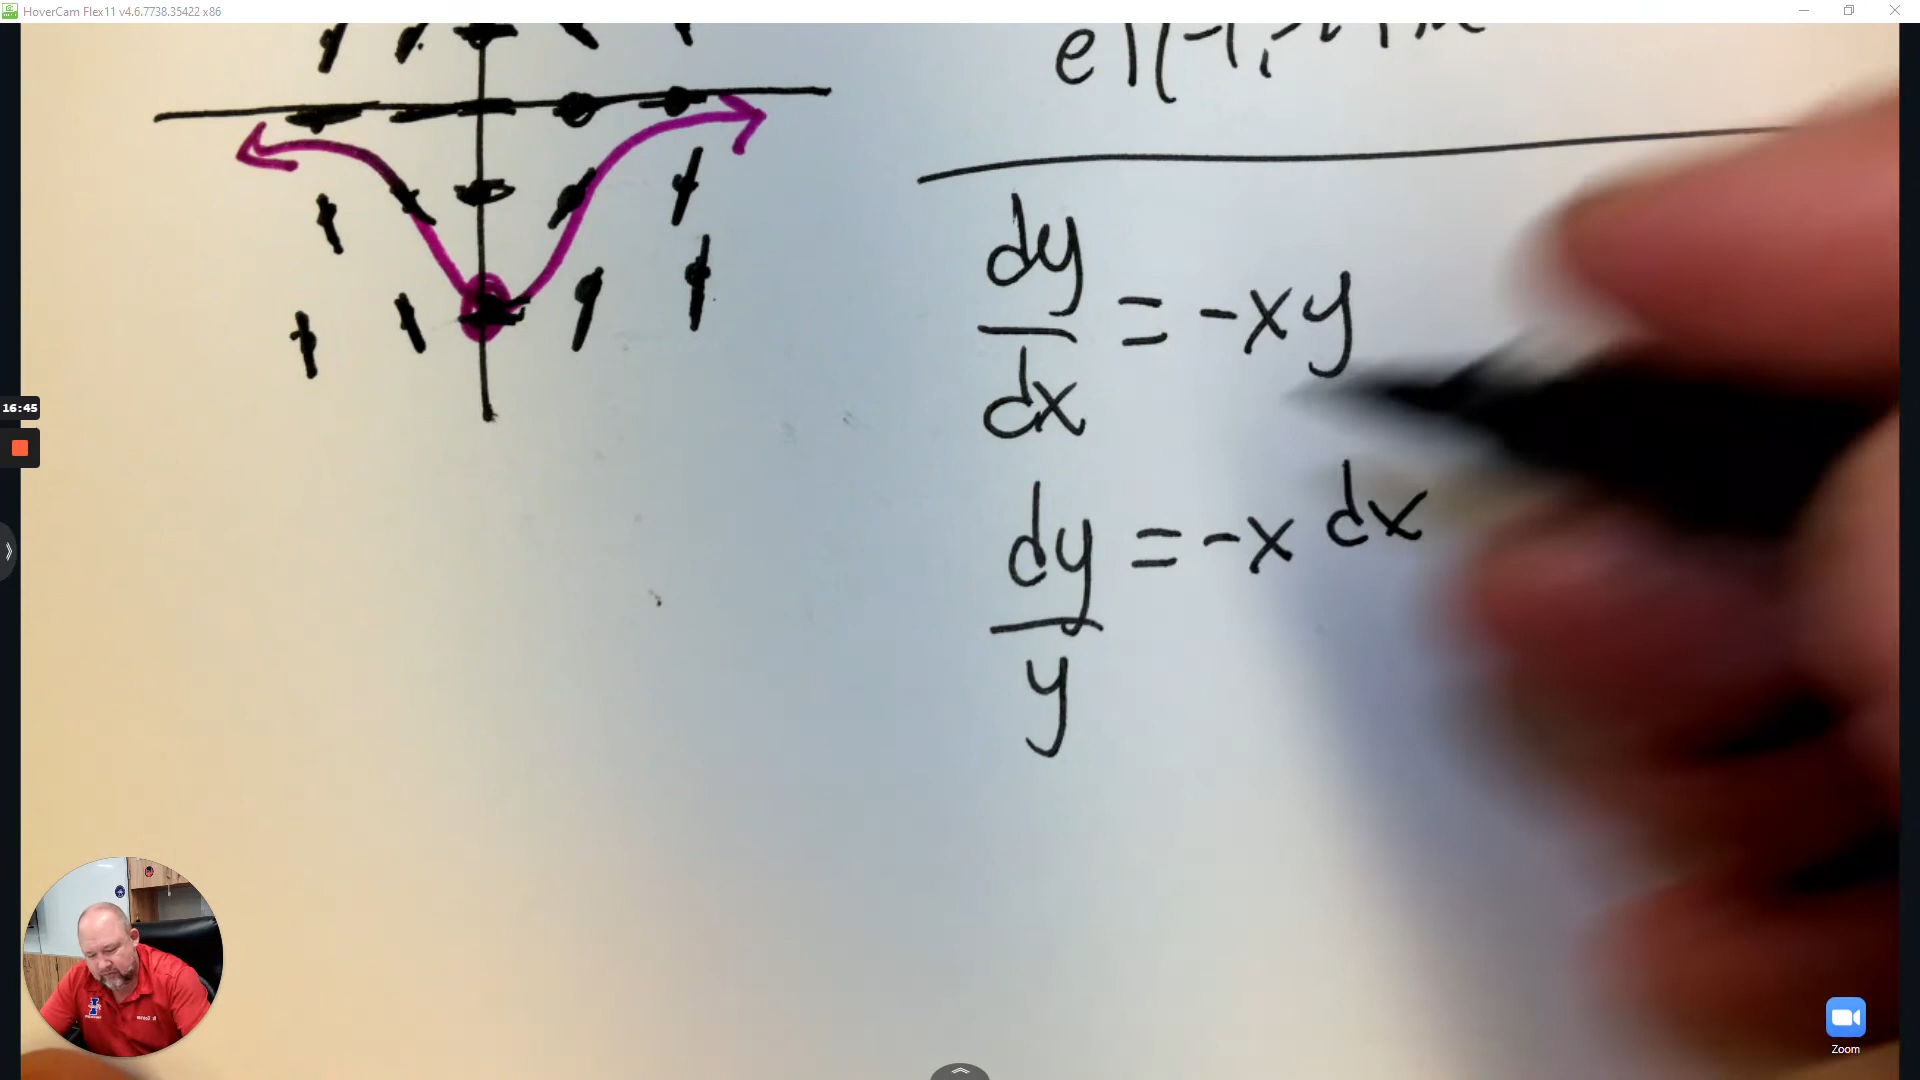 HoverCam Flex11 v4.6.7738.35422 x86
dy
dx
= -xy
16:45
dy
y
= -x dx
Zoom